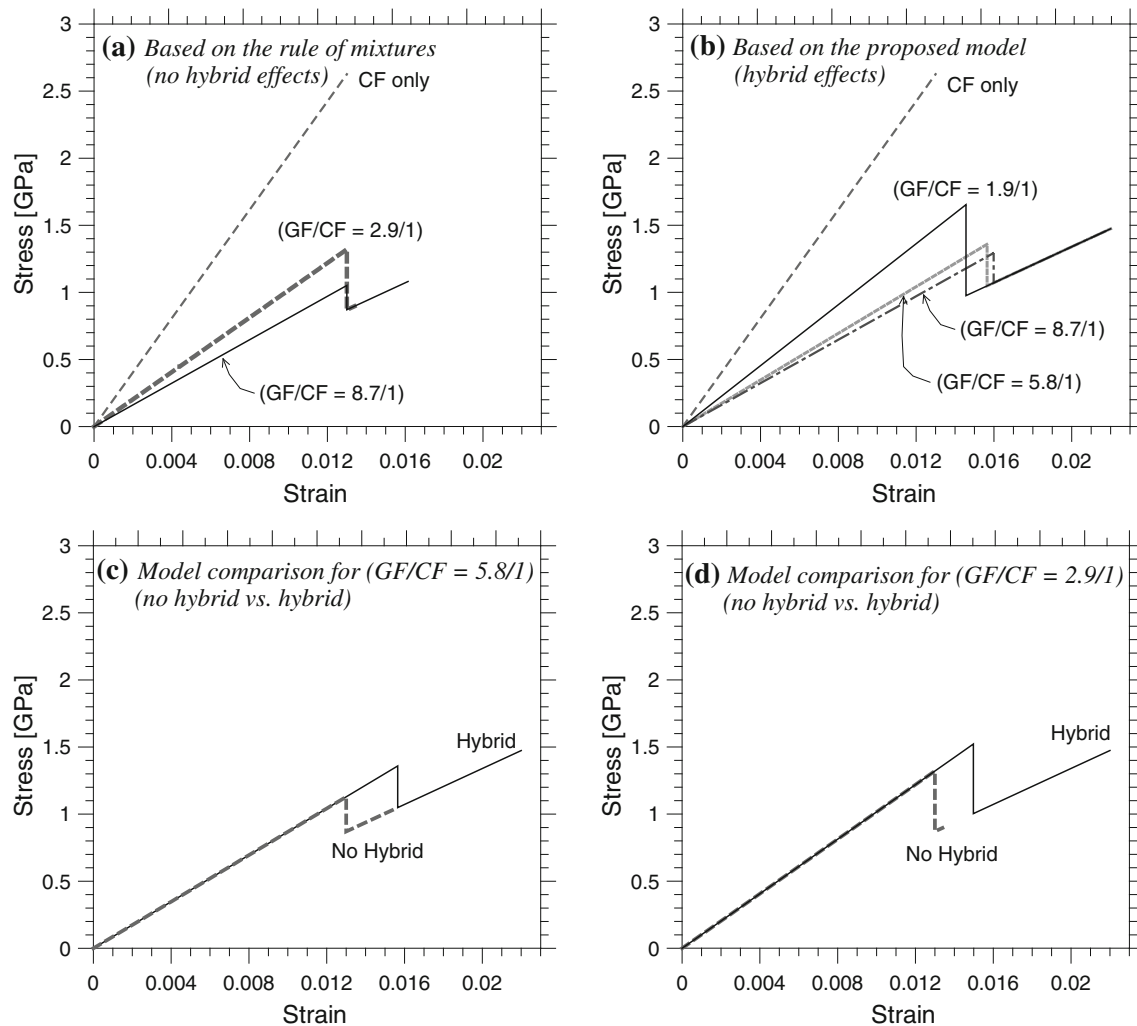 (a) Based on the rule of mixtures
(no hybrid effects)
CF only
(GF/CF = 2.9/1)
(GF/CF = 8.7/1)
Stress [GPa]
3
2.5
2
1.5
1
0.5
0
0 0.004 0.008 0.012 0.016 0.02
Strain
(b) Based on the proposed model
(hybrid effects)
CF only
(GF/CF = 1.9/1)
(GF/CF = 8.7/1)
(GF/CF = 5.8/1)
Stress [GPa]
3
2.5
2
1.5
1
0.5
0
0 0.004 0.008 0.012 0.016 0.02
Strain
(c) Model comparison for (GF/CF = 5.8/1)
(no hybrid vs. hybrid)
Hybrid
No Hybrid
Stress [GPa]
3
2.5
2
1.5
1
0.5
0
0 0.004 0.008 0.012 0.016 0.02
Strain
(d) Model comparison for (GF/CF = 2.9/1)
(no hybrid vs. hybrid)
Hybrid
No Hybrid
Stress [GPa]
3
2.5
2
1.5
1
0.5
0
0 0.004 0.008 0.012 0.016 0.02
Strain